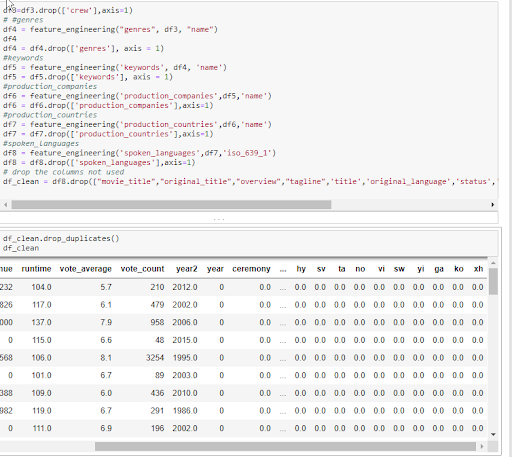 df3=df3.drop(['crew'],axis=1)
# #genres
df4 = feature_engineering("genres", df3, "name")
df4
df4 = df4.drop(['genres'], axis = 1)
#keywords
df5 = feature_engineering('keywords', df4, 'name')
df5 = df5.drop(['keywords'], axis = 1)
#production_companies
df6 = feature_engineering('production_companies',df5,'name')
df6 = df6.drop(['production_companies'],axis=1)
#production_countries
df7 = feature_engineering('production_countries',df6,'name')
df7 = df7.drop(['production_countries'],axis=1)
#spoken_languages
df8 = feature_engineering('spoken_languages',df7,'iso_639_1')
df8 = df8.drop(['spoken_languages'],axis=1)
# drop the columns not used
df_clean = df8.drop(["movie_title","original_title","overview","tagline",'title','original_language','status','
...
df_clean.drop_duplicates()
df_clean
nue runtime vote_average vote_count year2 year ceremony ... hy sv ta no vi sw yi ga ko xh
232 104.0 5.7 210 2012.0 0 0.0 ... 0.0 0.0 0.0 0.0 0.0 0.0 0.0 0.0 0.0 0.0
826 117.0 6.1 479 2002.0 0 0.0 ... 0.0 0.0 0.0 0.0 0.0 0.0 0.0 0.0 0.0 0.0
000 137.0 7.9 958 2006.0 0 0.0 ... 0.0 0.0 0.0 0.0 0.0 0.0 0.0 0.0 0.0 0.0
0 115.0 6.6 48 2015.0 0 0.0 ... 0.0 0.0 0.0 0.0 0.0 0.0 0.0 0.0 0.0 0.0
568 106.0 8.1 3254 1995.0 0 0.0 ... 0.0 0.0 0.0 0.0 0.0 0.0 0.0 0.0 0.0 0.0
0 101.0 6.7 89 2003.0 0 0.0 ... 0.0 0.0 0.0 0.0 0.0 0.0 0.0 0.0 0.0 0.0
388 109.0 6.0 436 2010.0 0 0.0 ... 0.0 0.0 0.0 0.0 0.0 0.0 0.0 0.0 0.0 0.0
982 119.0 6.7 291 1986.0 0 0.0 ... 0.0 0.0 0.0 0.0 0.0 0.0 0.0 0.0 0.0 0.0
0 111.0 6.9 196 2002.0 0 0.0 ... 0.0 0.0 0.0 0.0 0.0 0.0 0.0 0.0 0.0 0.0